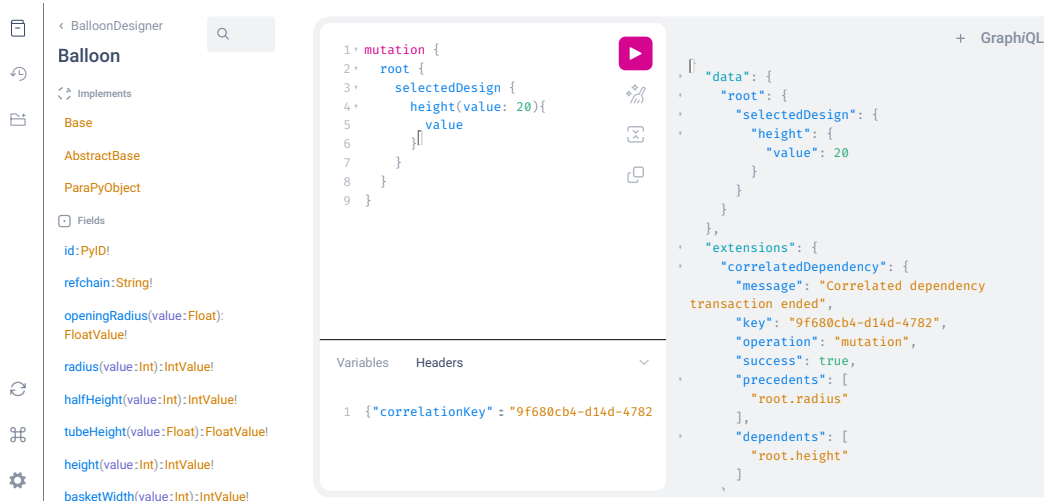 BalloonDesigner
Balloon
Implements
Base
AbstractBase
ParaPyObject
Fields
id:PyID!
refchain:String!
openingRadius(value:Float):
FloatValue!
radius(value:Int):IntValue!
halfHeight(value:Int):IntValue!
tubeHeight(value:Float):FloatValue!
height(value:Int):IntValue!
basketWidth(value:Int):IntValue!
1 mutation {
2 root {
3 selectedDesign {
4 height(value: 20){
5 value
6 }
7 }
8 }
9 }
Variables Headers
1 {"correlationKey" : "9f680cb4-d14d-4782
+ GraphiQL
{
"data": {
"root": {
"selectedDesign": {
"height": {
"value": 20
}
}
}
},
"extensions": {
"correlatedDependency": {
"message": "Correlated dependency
transaction ended",
"key": "9f680cb4-d14d-4782",
"operation": "mutation",
"success": true,
"precedents": [
"root.radius"
],
"dependents": [
"root.height"
]
}